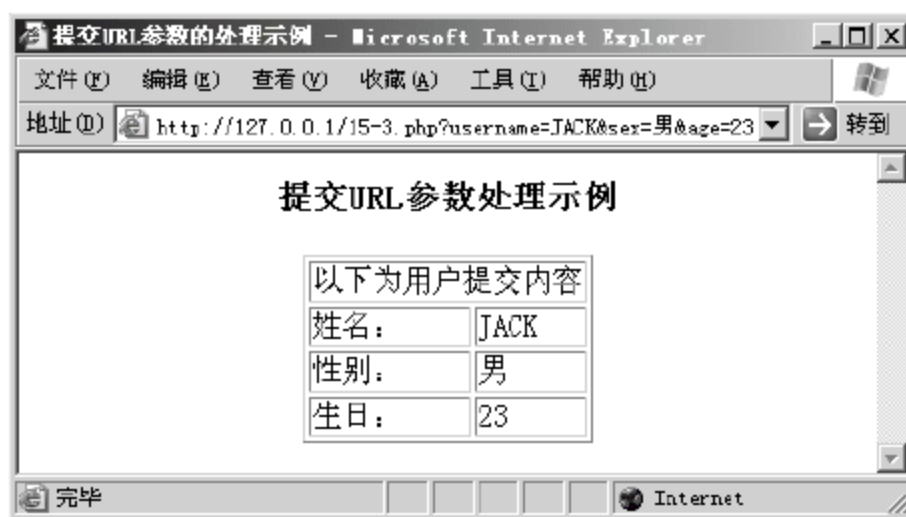 提交URL参数的处理示例 - Microsoft Internet Explorer
文件(F) 编辑(E) 查看(V) 收藏(A) 工具(T) 帮助(H)
地址(D) http://127.0.0.1/15-3.php?username=JACK&sex=男&age=23 转到
提交URL参数处理示例
以下为用户提交内容
姓名： JACK
性别： 男
生日： 23
完毕 Internet